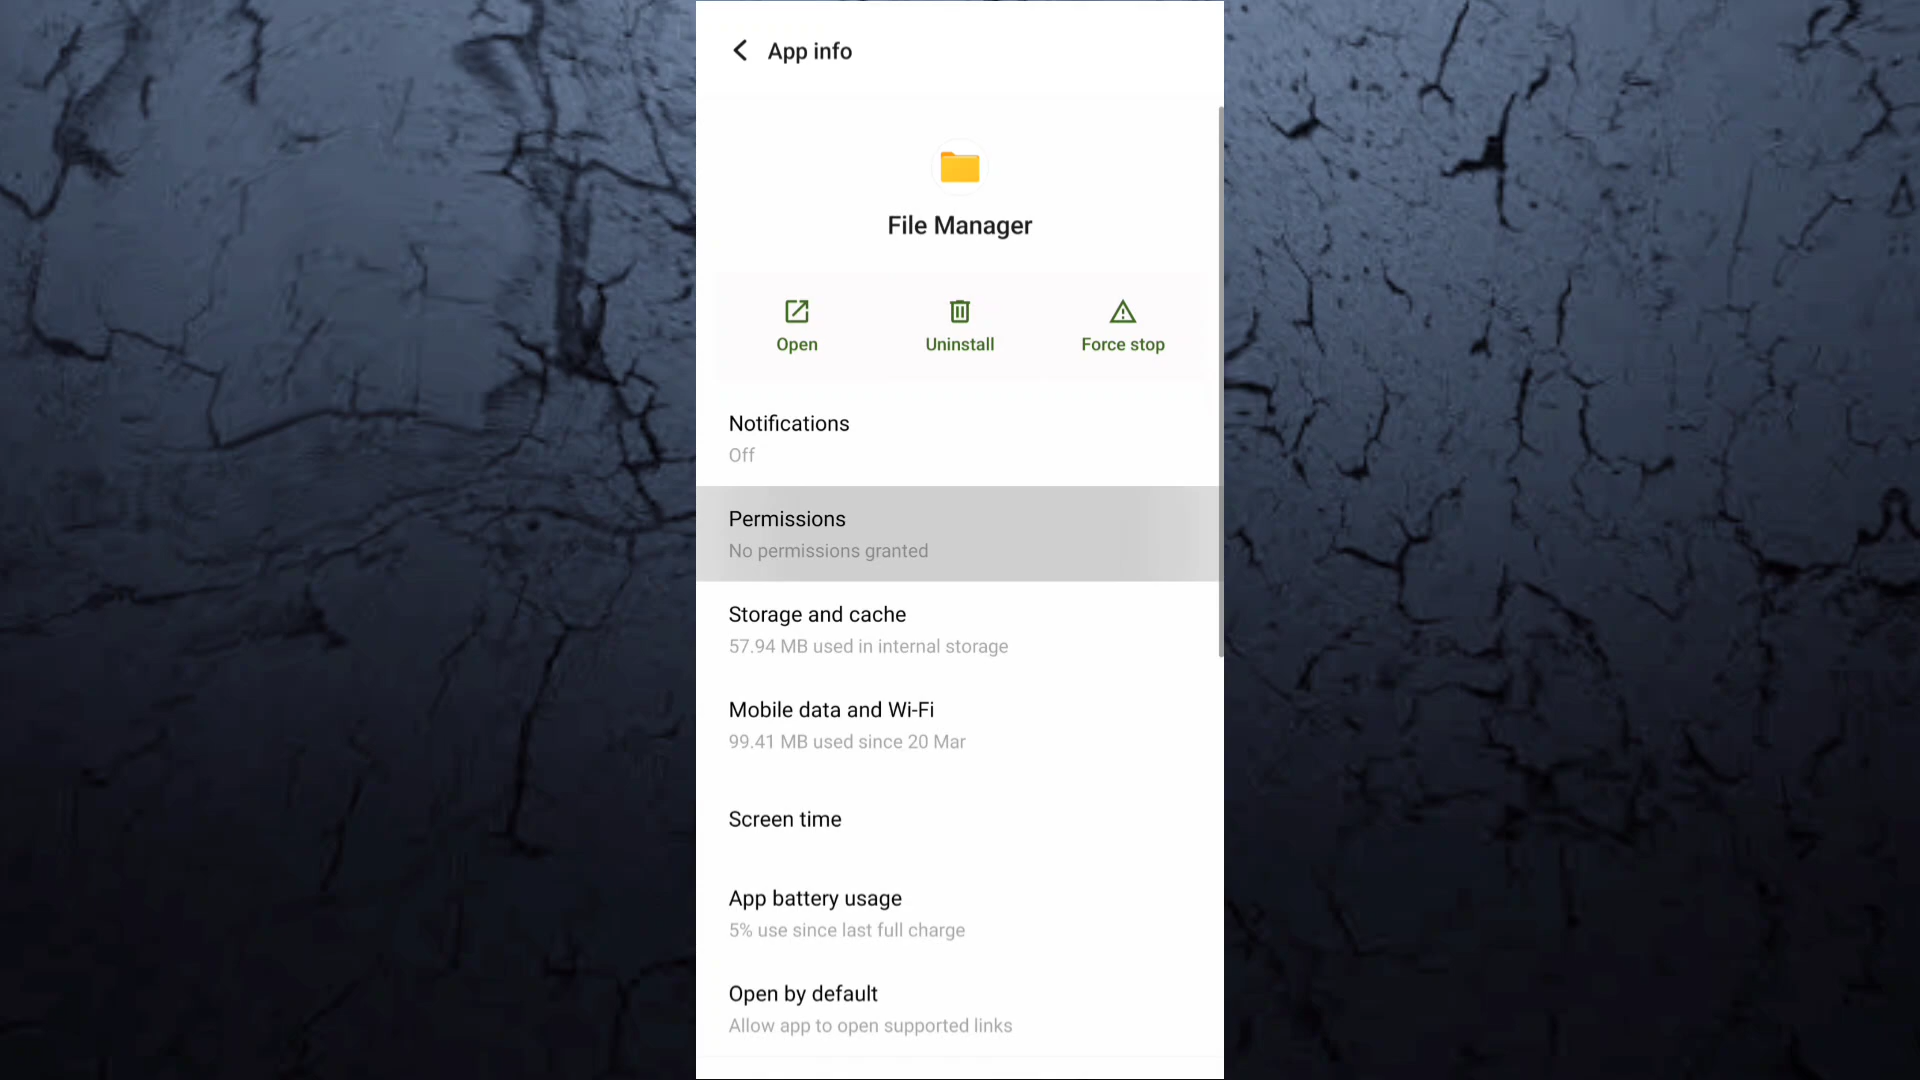 App info
File Manager
Open
Uninstall
Force stop
Notifications
Off
Permissions
No permissions granted
Storage and cache
57.94 MB used in internal storage
Mobile data and Wi-Fi
99.41 MB used since 20 Mar
Screen time
App battery usage
5% use since last full charge
Open by default
Allow app to open supported links